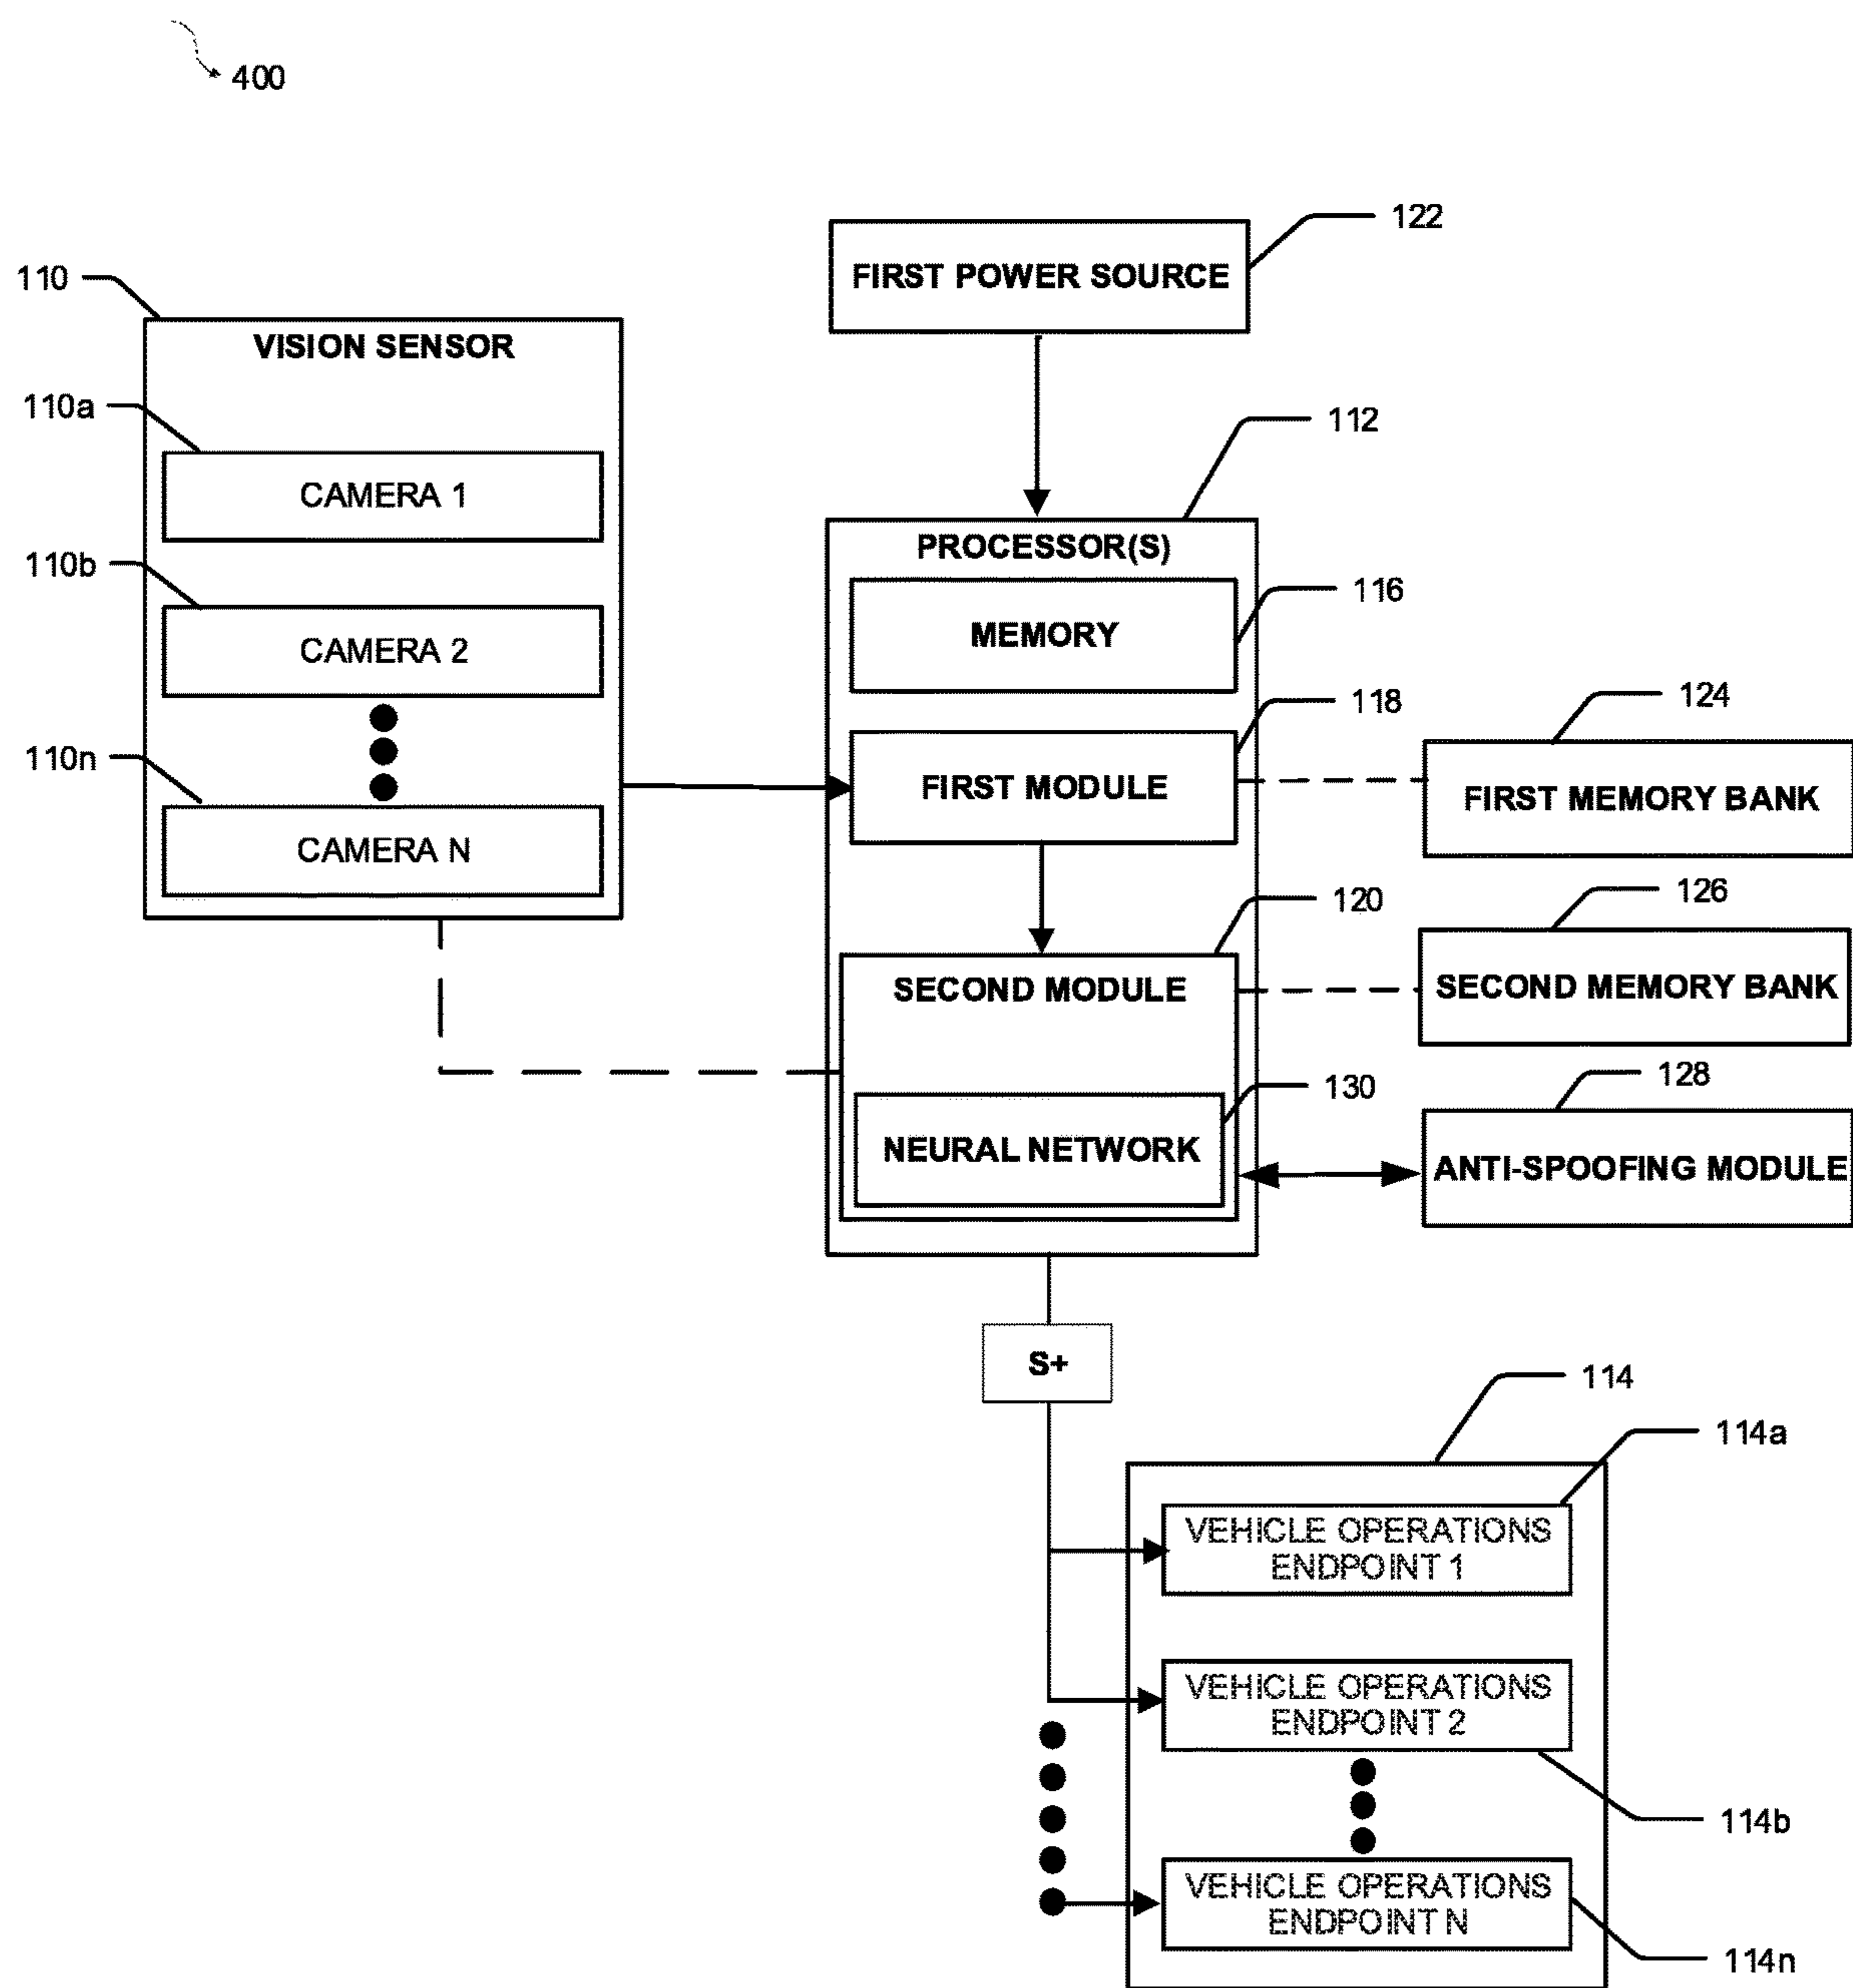 400
122
FIRST POWER SOURCE
110
VISION SENSOR
110a
CAMERA 1
110b
CAMERA 2
110n
CAMERA N
112
PROCESSOR(S)
116
MEMORY
118
FIRST MODULE
124
FIRST MEMORY BANK
120
SECOND MODULE
126
SECOND MEMORY BANK
130
NEURAL NETWORK
128
ANTI-SPOOFING MODULE
S+
114
114a
VEHICLE OPERATIONS
ENDPOINT 1
VEHICLE OPERATIONS
ENDPOINT 2
114b
VEHICLE OPERATIONS
ENDPOINT N
114n